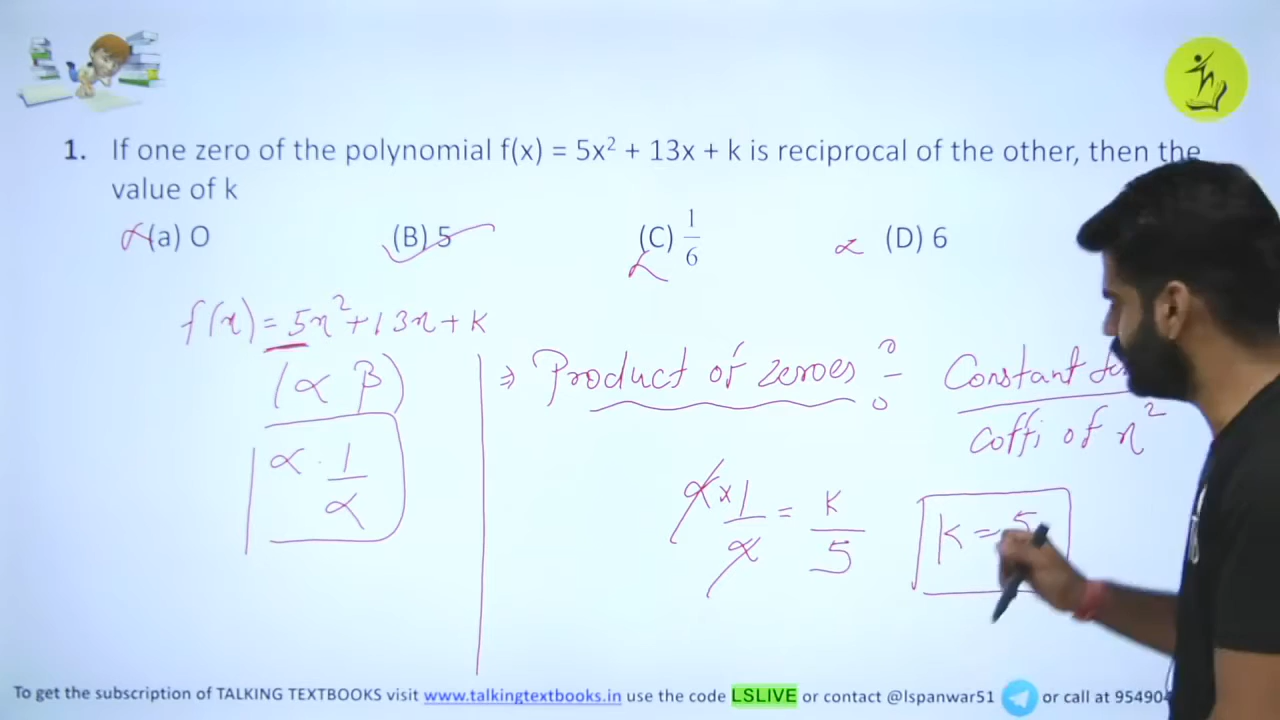 1. If one zero of the polynomial f(x) = 5x² + 13x + k is reciprocal of the other, then the
value of k
(a) 0 (B) 5 (C) 1/6 (D) 6
f(x) = 5x² + 13x + k
(α β)
α · 1/α
⇒ Product of zeroes :- Constant / coffi of x²
α × 1/α = k/5
k = 5
To get the subscription of TALKING TEXTBOOKS visit www.talkingtextbooks.in use the code LSLIVE or contact @lspanwar51 or call at 954904